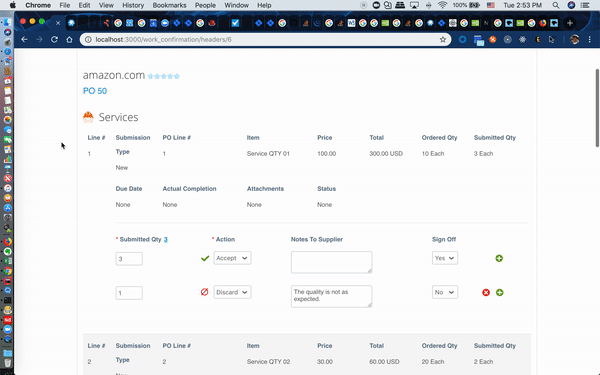 Chrome File Edit View History Bookmarks People Window Help 100% Tue 2:53 PM
localhost:3000/work_confirmation/headers/6
amazon.com
PO 50
Services
Line # Submission Type PO Line # Item Price Total Ordered Qty Submitted Qty
1 New 1 Service QTY 01 100.00 300.00 USD 10 Each 3 Each
Due Date Actual Completion Attachments Status
None None None None
* Submitted Qty 3 * Action Notes To Supplier Sign Off
3 Accept Yes
1 Discard The quality is not as expected. No
Line # Submission Type PO Line # Item Price Total Ordered Qty Submitted Qty
2 2 Service QTY 02 30.00 60.00 USD 20 Each 2 Each